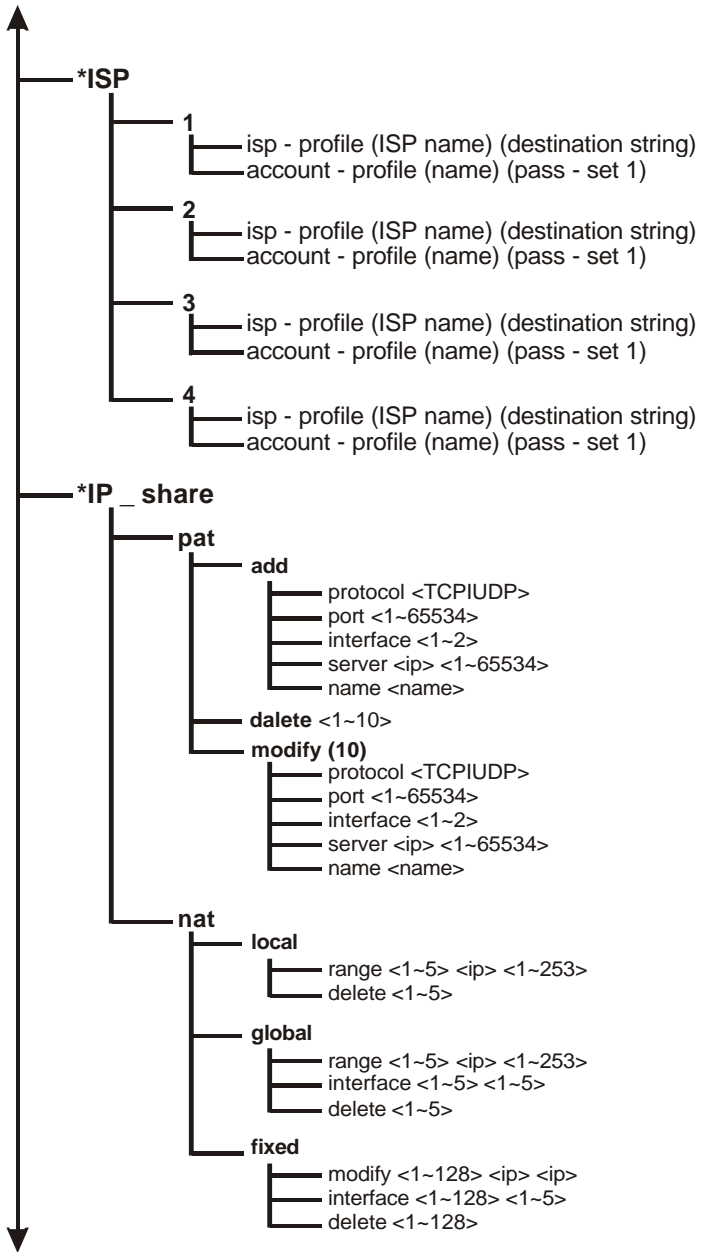 *ISP
1
isp - profile (ISP name) (destination string)
account - profile (name) (pass - set 1)
2
isp - profile (ISP name) (destination string)
account - profile (name) (pass - set 1)
3
isp - profile (ISP name) (destination string)
account - profile (name) (pass - set 1)
4
isp - profile (ISP name) (destination string)
account - profile (name) (pass - set 1)
*IP _ share
pat
add
protocol <TCPIUDP>
port <1~65534>
interface <1~2>
server <ip> <1~65534>
name <name>
dalete <1~10>
modify (10)
protocol <TCPIUDP>
port <1~65534>
interface <1~2>
server <ip> <1~65534>
name <name>
nat
local
range <1~5> <ip> <1~253>
delete <1~5>
global
range <1~5> <ip> <1~253>
interface <1~5> <1~5>
delete <1~5>
fixed
modify <1~128> <ip> <ip>
interface <1~128> <1~5>
delete <1~128>